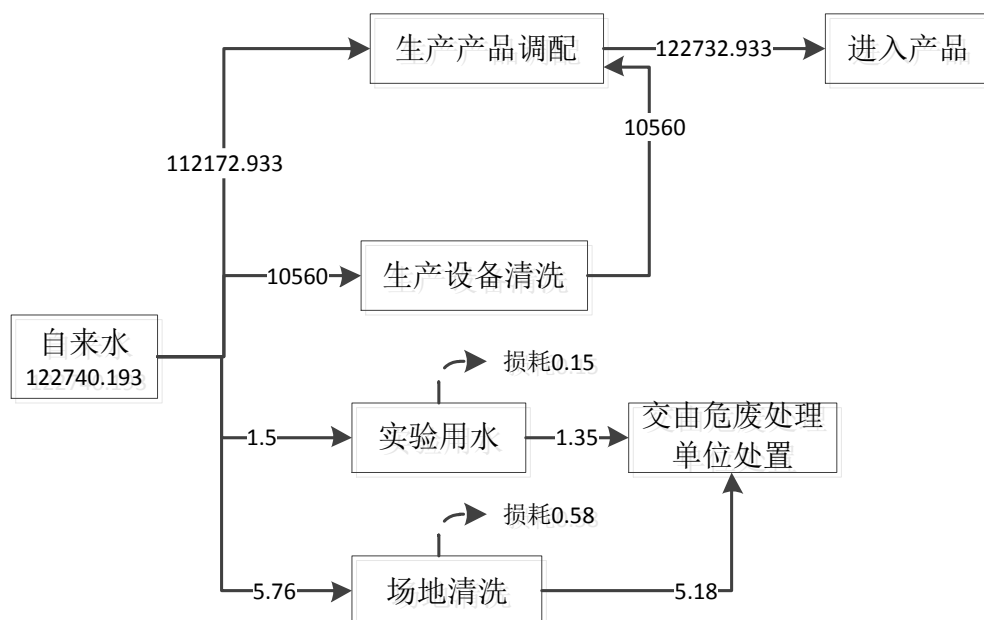 生产产品调配
122732.933
进入产品
10560
112172.933
10560
生产设备清洗
自来水
122740.193
损耗0.15
1.5
实验用水
1.35
交由危废处理
单位处置
损耗0.58
5.76
场地清洗
5.18